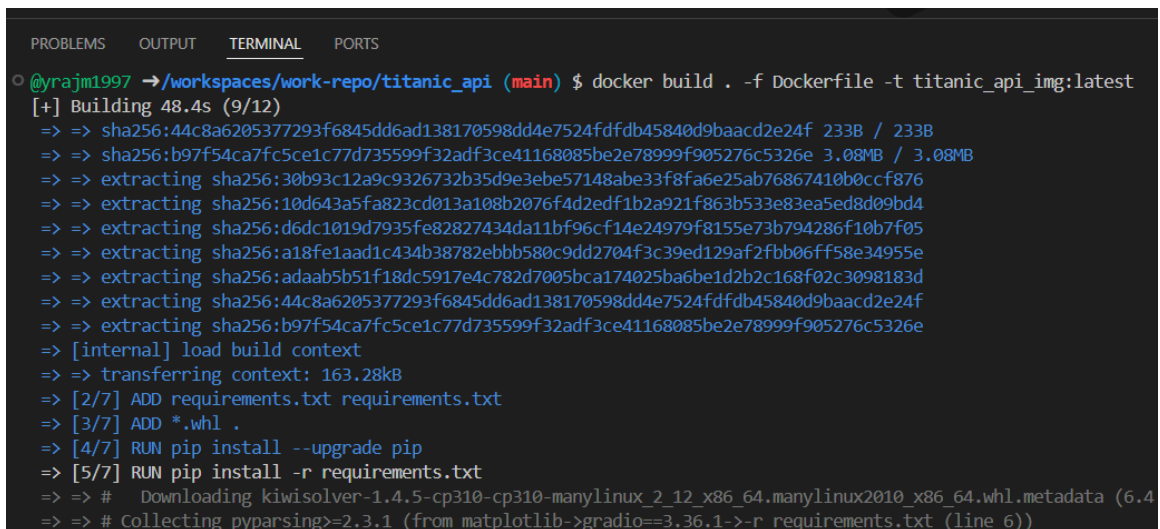 PROBLEMS OUTPUT TERMINAL PORTS
@yrajm1997 ➜/workspaces/work-repo/titanic_api (main) $ docker build . -f Dockerfile -t titanic_api_img:latest
[+] Building 48.4s (9/12)
=> => sha256:44c8a6205377293f6845dd6ad138170598dd4e7524fdfdb45840d9baacd2e24f 233B / 233B
=> => sha256:b97f54ca7fc5ce1c77d735599f32adf3ce41168085be2e78999f905276c5326e 3.08MB / 3.08MB
=> => extracting sha256:30b93c12a9c9326732b35d9e3ebe57148abe33f8fa6e25ab76867410b0ccf876
=> => extracting sha256:10d643a5fa823cd013a108b2076f4d2edf1b2a921f863b533e83ea5ed8d09bd4
=> => extracting sha256:d6dc1019d7935fe82827434da11bf96cf14e24979f8155e73b794286f10b7f05
=> => extracting sha256:a18fe1aad1c434b38782ebbb580c9dd2704f3c39ed129af2fbb06ff58e34955e
=> => extracting sha256:adaab5b51f18dc5917e4c782d7005bca174025ba6be1d2b2c168f02c3098183d
=> => extracting sha256:44c8a6205377293f6845dd6ad138170598dd4e7524fdfdb45840d9baacd2e24f
=> => extracting sha256:b97f54ca7fc5ce1c77d735599f32adf3ce41168085be2e78999f905276c5326e
=> [internal] load build context
=> => transferring context: 163.28kB
=> [2/7] ADD requirements.txt requirements.txt
=> [3/7] ADD *.whl .
=> [4/7] RUN pip install --upgrade pip
=> [5/7] RUN pip install -r requirements.txt
=> => # Downloading kiwisolver-1.4.5-cp310-cp310-manylinux_2_12_x86_64.manylinux2010_x86_64.whl.metadata (6.4
=> => # Collecting pyparsing>=2.3.1 (from matplotlib->gradio==3.36.1->-r requirements.txt (line 6))